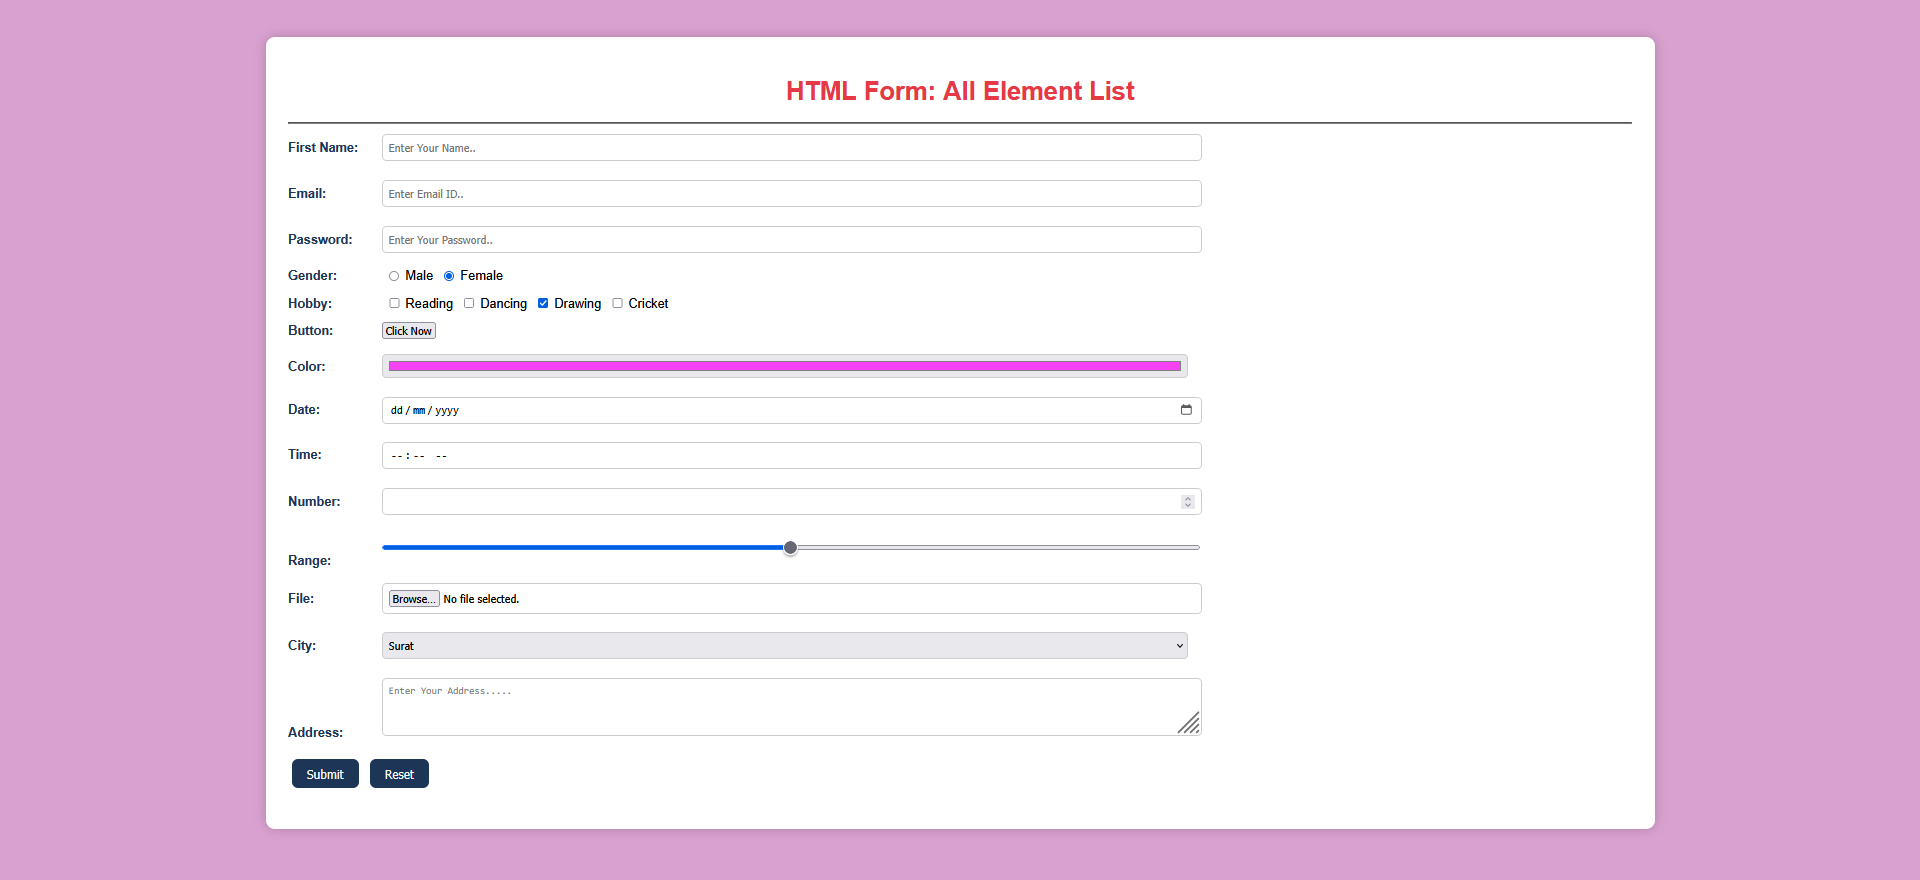 HTML Form: All Element List
First Name: Enter Your Name..
Email: Enter Email ID..
Password: Enter Your Password..
Gender: Male Female
Hobby: Reading Dancing Drawing Cricket
Button: Click Now
Color:
Date: dd / mm / yyyy
Time: --:-- --
Number:
Range:
File: Browse... No file selected.
City: Surat
Address: Enter Your Address.....
Submit Reset